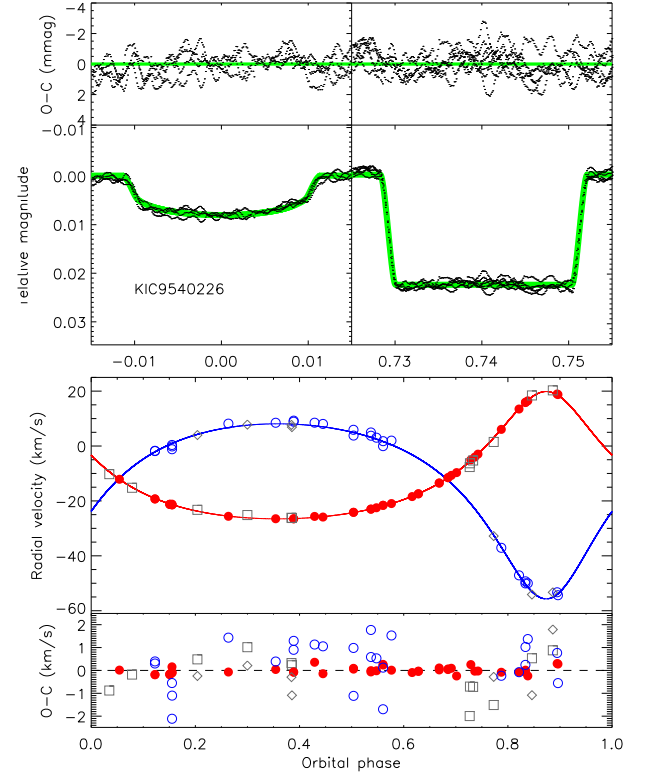 −4
−2
0
2
4
O−C (mmag)
−0.01
0.00
0.01
0.02
0.03
relative magnitude
KIC9540226
−0.01 0.00 0.01 0.73 0.74 0.75
20
0
−20
−40
−60
Radial velocity (km/s)
2
1
0
−1
−2
O−C (km/s)
0.0 0.2 0.4 0.6 0.8 1.0
Orbital phase